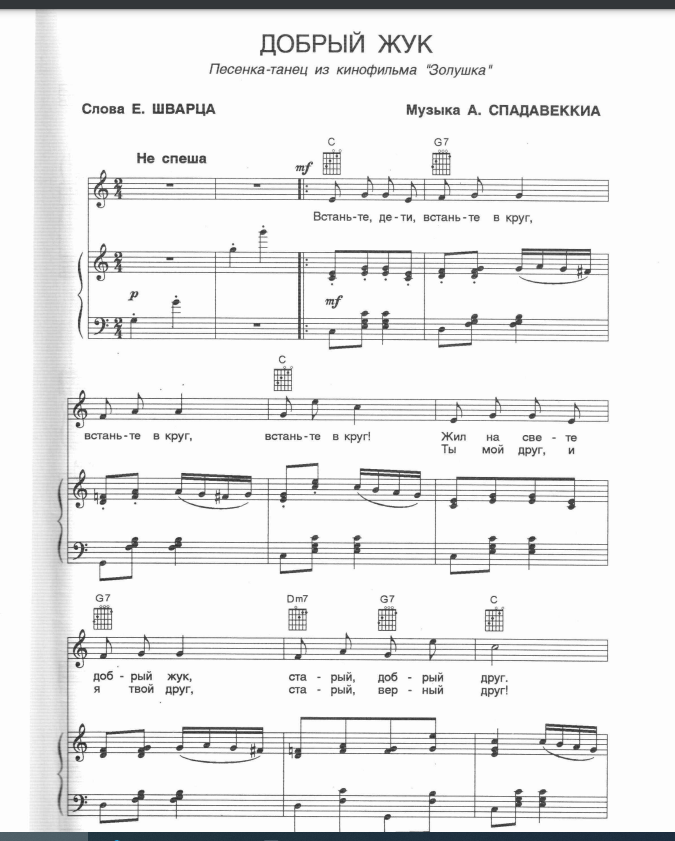 ДОБРЫЙ ЖУК
Песенка-танец из кинофильма "Золушка"
Слова Е. ШВАРЦА
Музыка А. СПАДАВЕККИА
Не спеша
C G7
mf
Встань-те, де-ти, встань-те в круг,
p
mf
C
встань-те в круг, встань-те в круг! Жил на све - те
Ты мой друг, и
G7 Dm7 G7 C
доб - рый жук, ста - рый, доб - рый друг.
я твой друг, ста - рый, вер - ный друг!